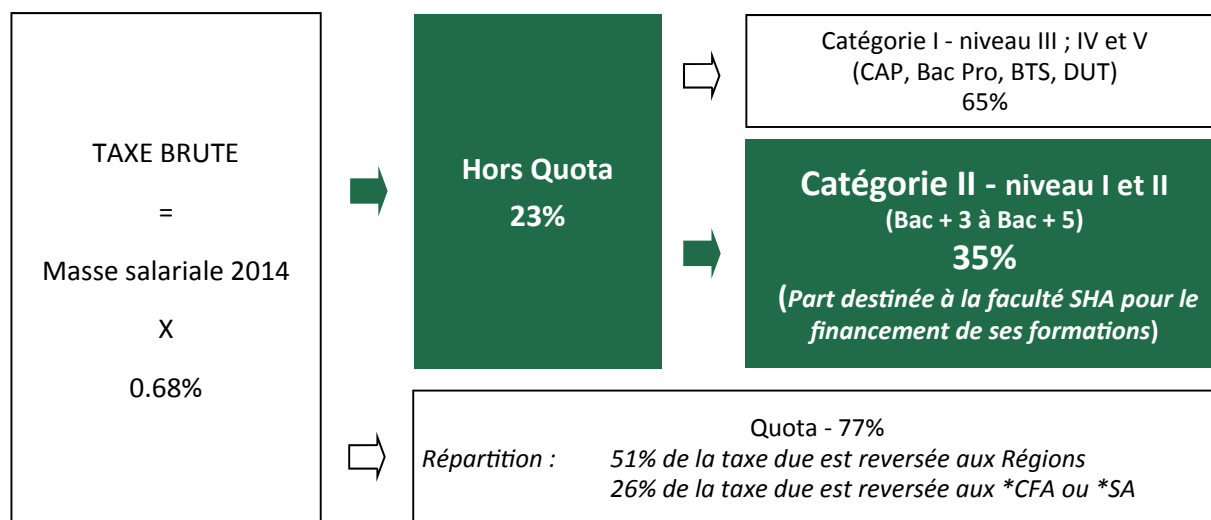 TAXE BRUTE
=
Masse salariale 2014
X
0.68%
Hors Quota
23%
Catégorie I - niveau III ; IV et V
(CAP, Bac Pro, BTS, DUT)
65%
Catégorie II - niveau I et II
(Bac + 3 à Bac + 5)
35%
(Part destinée à la faculté SHA pour le
financement de ses formations)
Quota - 77%
Répartition : 51% de la taxe due est reversée aux Régions
26% de la taxe due est reversée aux *CFA ou *SA